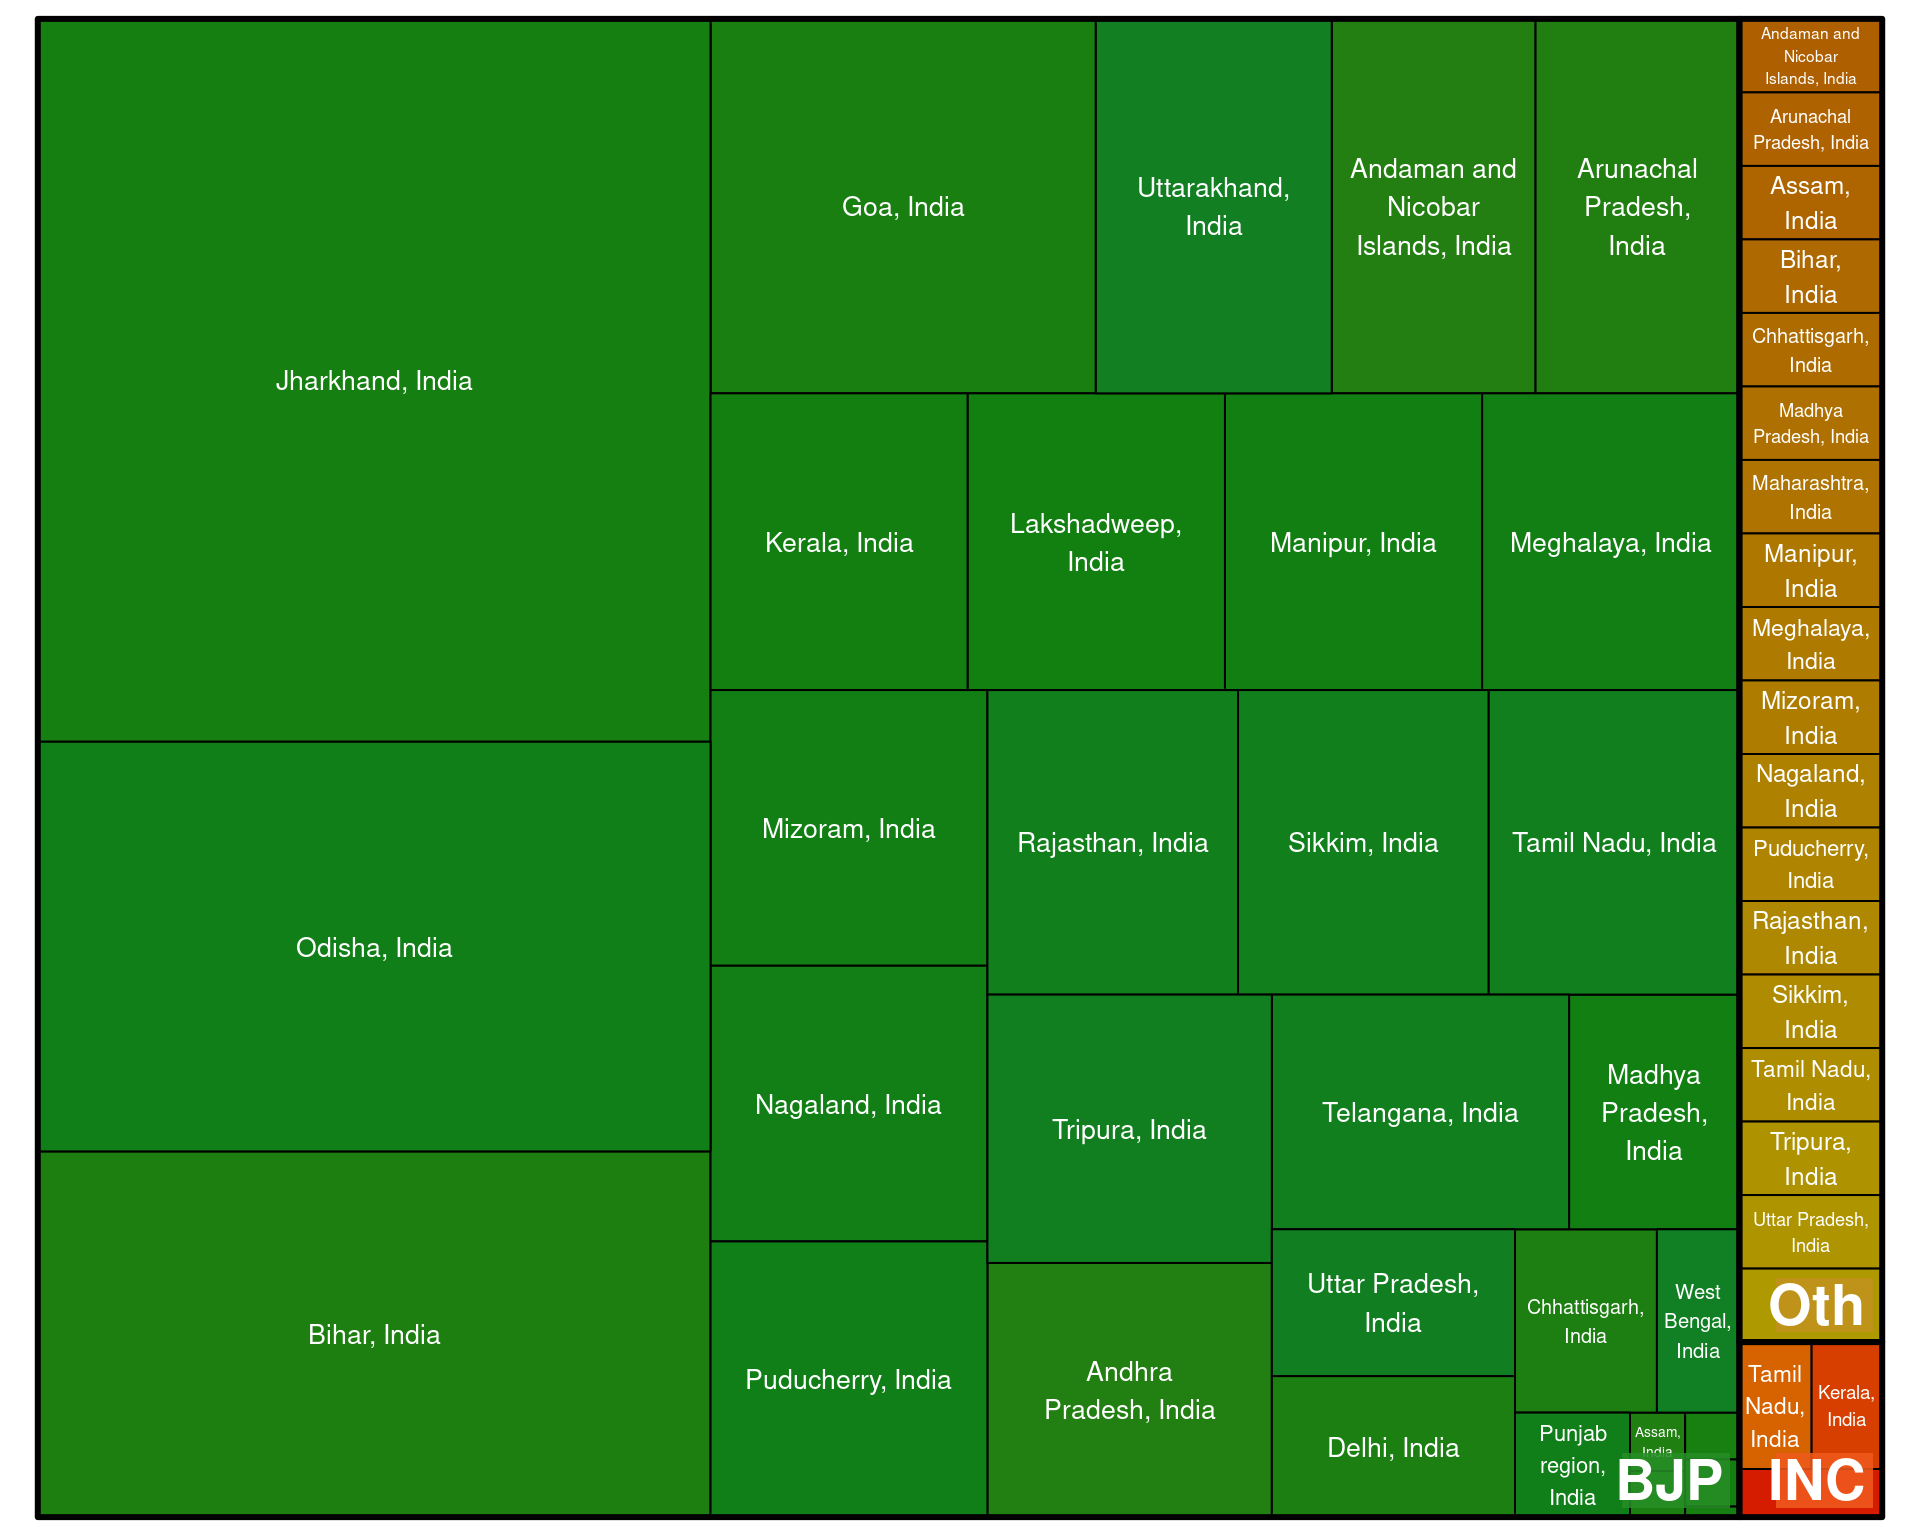 Jharkhand, India
Odisha, India
Bihar, India
Goa, India
Uttarakhand,
India
Andaman and
Nicobar
Islands, India
Arunachal
Pradesh,
India
Kerala, India
Lakshadweep,
India
Manipur, India
Meghalaya, India
Mizoram, India
Nagaland, India
Puducherry, India
Rajasthan, India
Sikkim, India
Tamil Nadu, India
Tripura, India
Telangana, India
Madhya
Pradesh,
India
Andhra
Pradesh, India
Uttar Pradesh,
India
Delhi, India
Chhattisgarh,
India
West
Bengal,
India
Punjab
region,
India
Assam,
India
BJP
Andaman and
Nicobar
Islands, India
Arunachal
Pradesh, India
Assam,
India
Bihar,
India
Chhattisgarh,
India
Madhya
Pradesh, India
Maharashtra,
India
Manipur,
India
Meghalaya,
India
Mizoram,
India
Nagaland,
India
Puducherry,
India
Rajasthan,
India
Sikkim,
India
Tamil Nadu,
India
Tripura,
India
Uttar Pradesh,
India
Oth
Tamil
Nadu,
India
Kerala,
India
INC